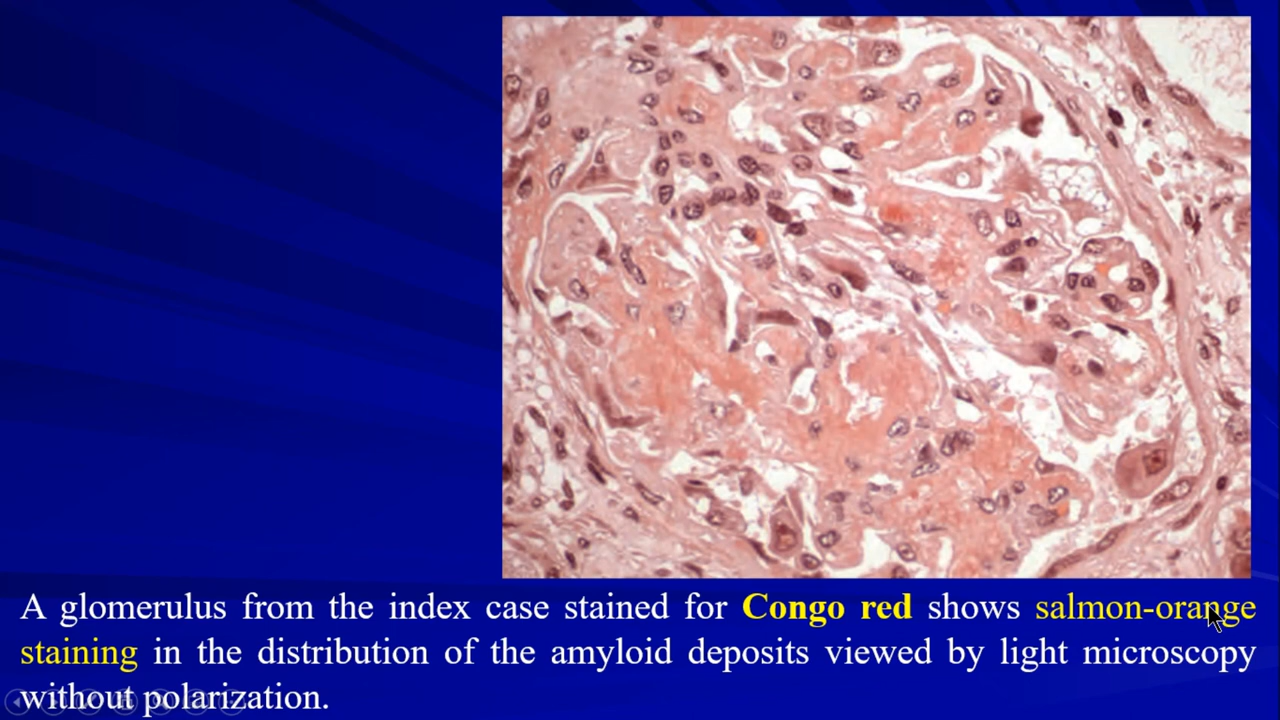 A glomerulus from the index case stained for Congo red shows salmon-orange
staining in the distribution of the amyloid deposits viewed by light microscopy
without polarization.